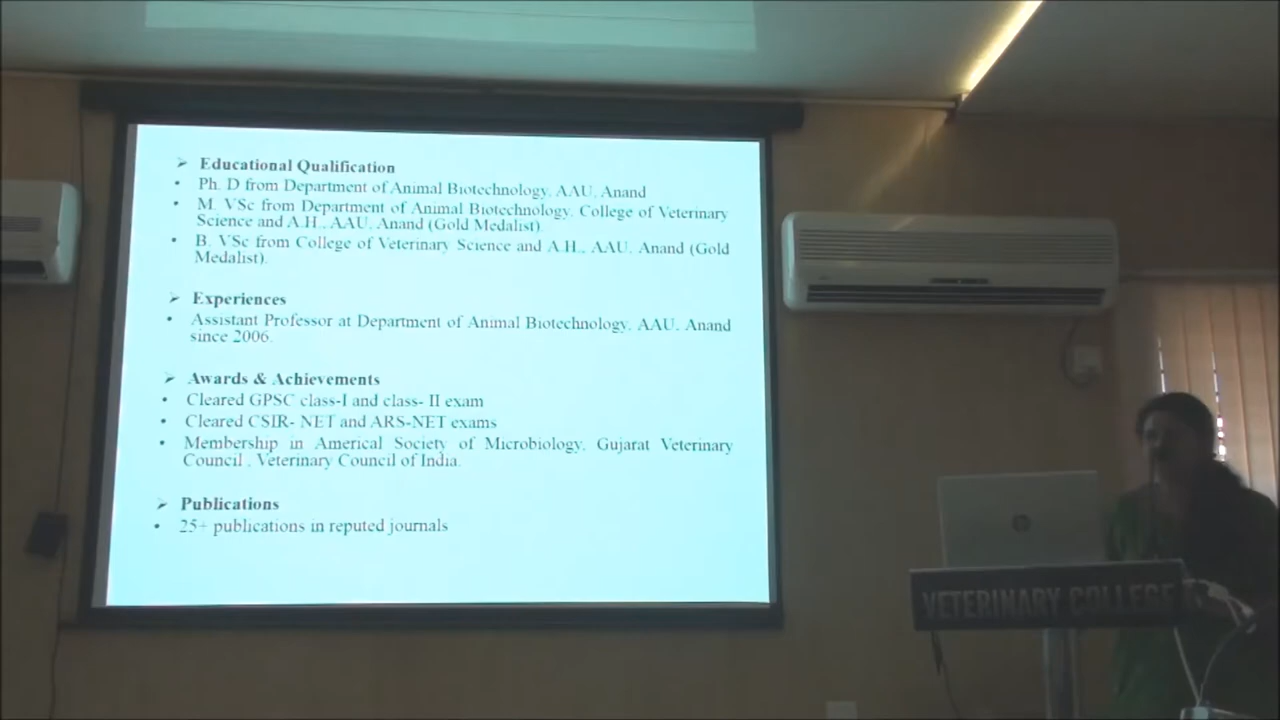 ➢ Educational Qualification
• Ph. D from Department of Animal Biotechnology, AAU, Anand
• M. VSc from Department of Animal Biotechnology, College of Veterinary
Science and A.H., AAU, Anand (Gold Medalist).
• B. VSc from College of Veterinary Science and A.H., AAU, Anand (Gold
Medalist).
➢ Experiences
• Assistant Professor at Department of Animal Biotechnology, AAU, Anand
since 2006.
➢ Awards & Achievements
• Cleared GPSC class-I and class- II exam
• Cleared CSIR- NET and ARS-NET exams
• Membership in Americal Society of Microbiology, Gujarat Veterinary
Council , Veterinary Council of India.
➢ Publications
• 25+ publications in reputed journals
hp
VETERINARY COLLEGE